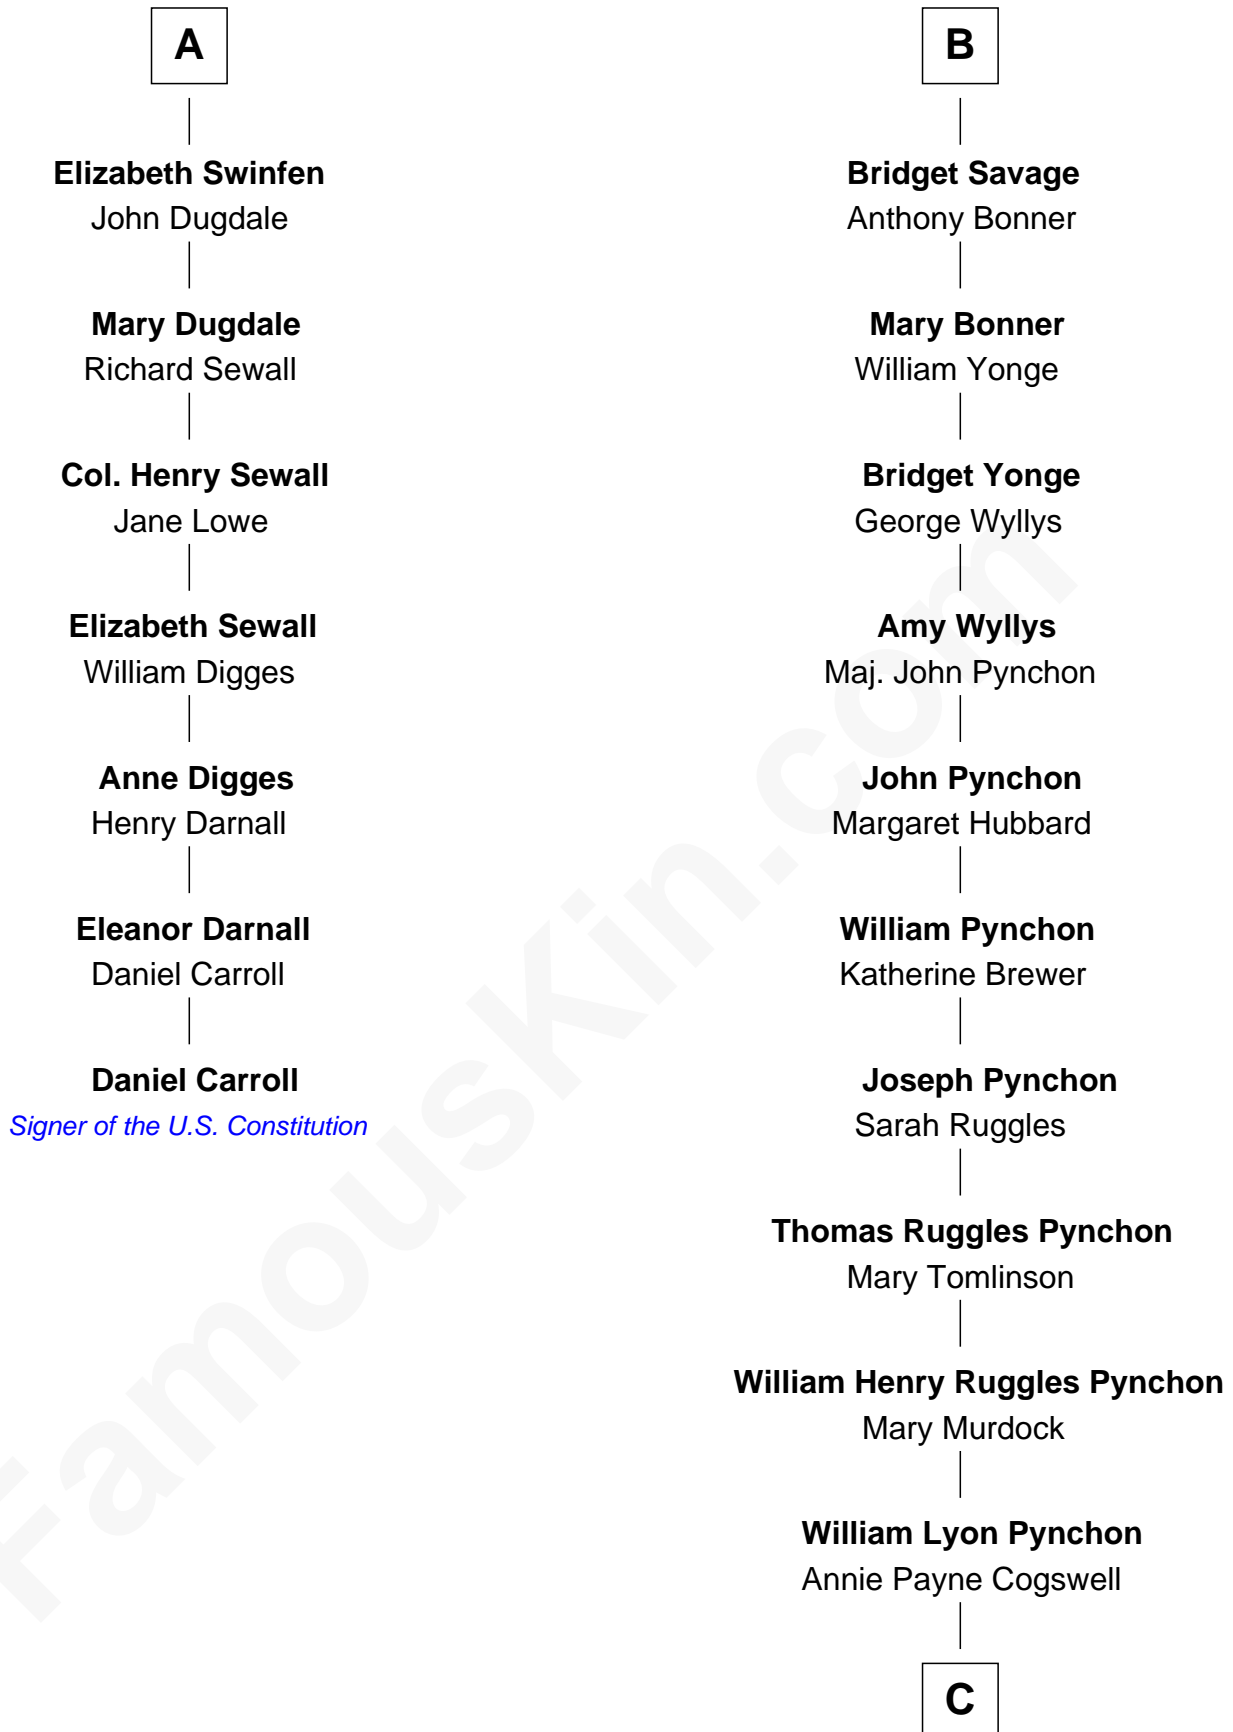 A
Elizabeth Swinfen
John Dugdale
Mary Dugdale
Richard Sewall
Col. Henry Sewall
Jane Lowe
Elizabeth Sewall
William Digges
Anne Digges
Henry Darnall
Eleanor Darnall
Daniel Carroll
Daniel Carroll
Signer of the U.S. Constitution
B
Bridget Savage
Anthony Bonner
Mary Bonner
William Yonge
Bridget Yonge
George Wyllys
Amy Wyllys
Maj. John Pynchon
John Pynchon
Margaret Hubbard
William Pynchon
Katherine Brewer
Joseph Pynchon
Sarah Ruggles
Thomas Ruggles Pynchon
Mary Tomlinson
William Henry Ruggles Pynchon
Mary Murdock
William Lyon Pynchon
Annie Payne Cogswell
C
FamousKin.com